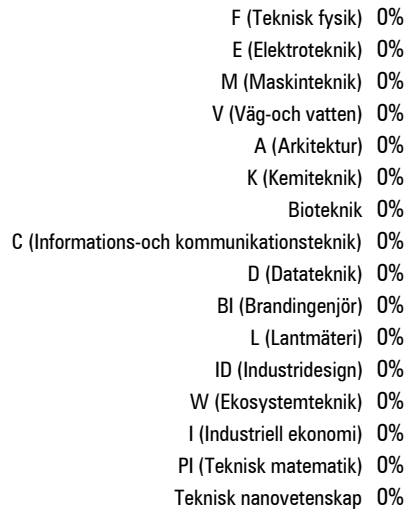 F (Teknisk fysik) 0%
E (Elektroteknik) 0%
M (Maskinteknik) 0%
V (Väg-och vatten) 0%
A (Arkitektur) 0%
K (Kemiteknik) 0%
Bioteknik 0%
C (Informations-och kommunikationsteknik) 0%
D (Datateknik) 0%
BI (Brandingenjör) 0%
L (Lantmäteri) 0%
ID (Industridesign) 0%
W (Ekosystemteknik) 0%
I (Industriell ekonomi) 0%
PI (Teknisk matematik) 0%
Teknisk nanovetenskap 0%